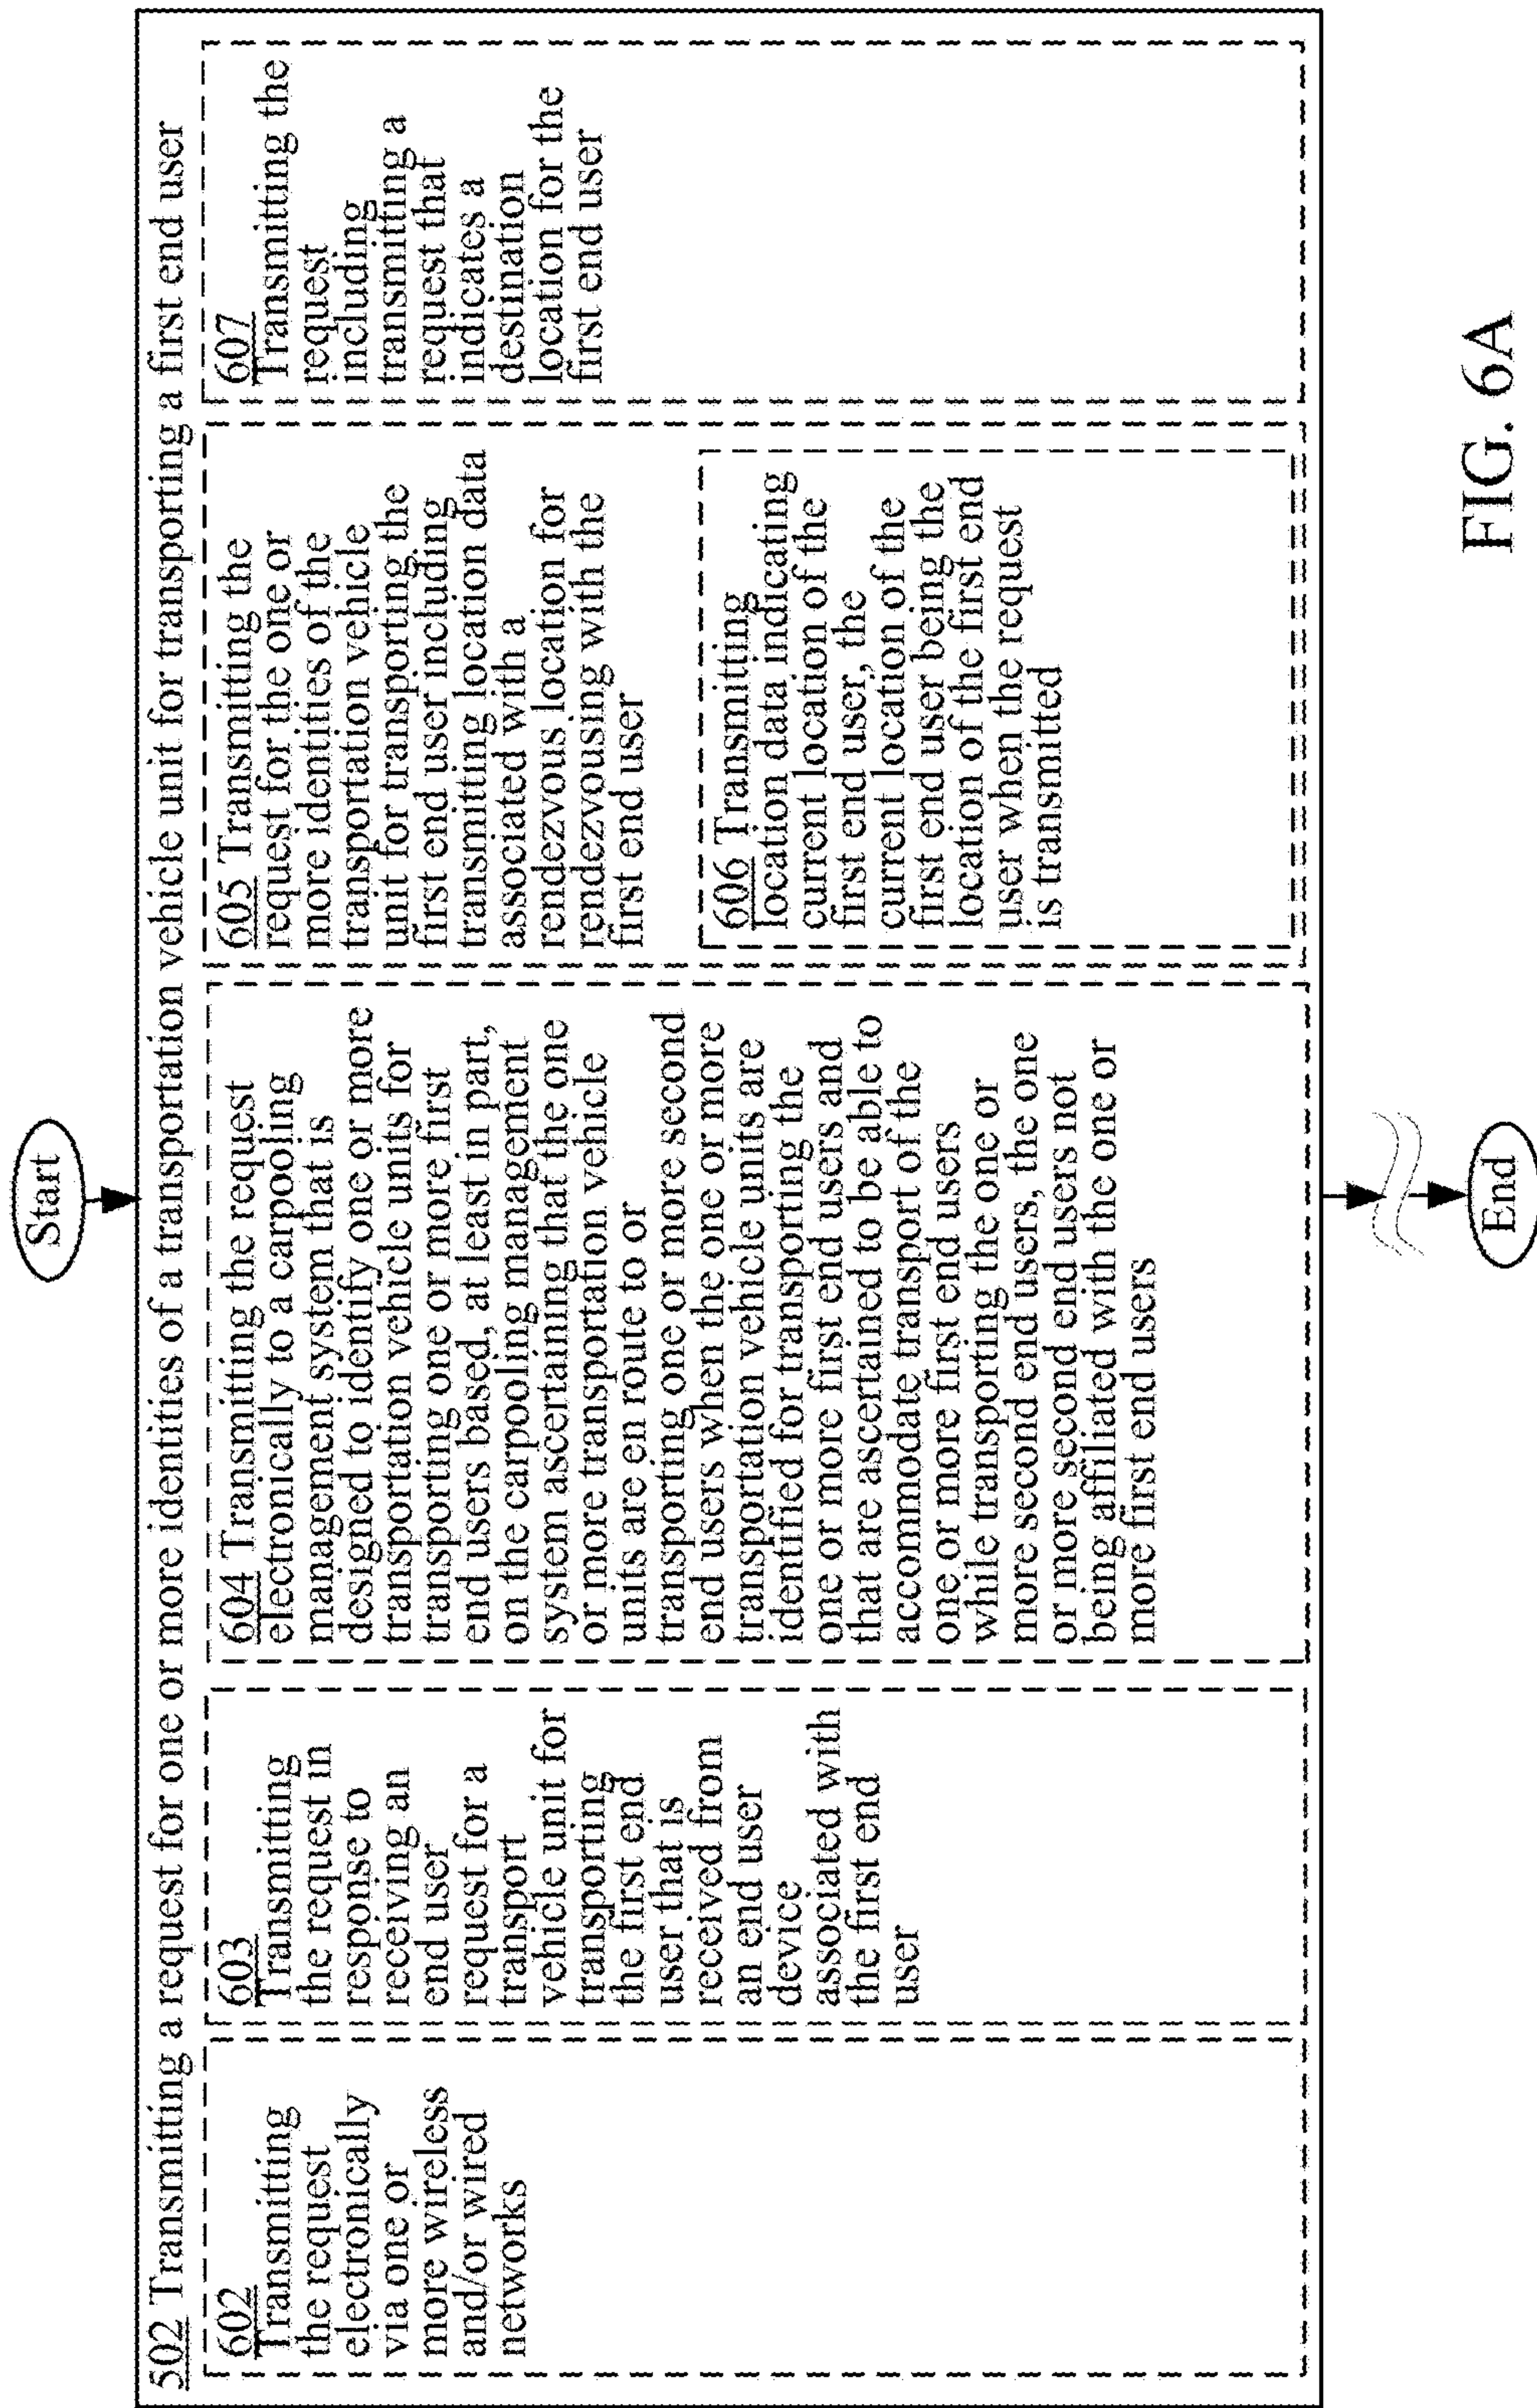 Start
502 Transmitting a request for one or more identities of a transportation vehicle unit for transporting a first end user
602
Transmitting
the request
electronically
via one or
more wireless
and/or wired
networks
603
Transmitting
the request in
response to
receiving an
end user
request for a
transport
vehicle unit for
transporting
the first end
user that is
received from
an end user
device
associated with
the first end
user
604 Transmitting the request
electronically to a carpooling
management system that is
designed to identify one or more
transportation vehicle units for
transporting one or more first
end users based, at least in part,
on the carpooling management
system ascertaining that the one
or more transportation vehicle
units are en route to or
transporting one or more second
end users when the one or more
transportation vehicle units are
identified for transporting the
one or more first end users and
that are ascertained to be able to
accommodate transport of the
one or more first end users
while transporting the one or
more second end users, the one
or more second end users not
being affiliated with the one or
more first end users
605 Transmitting the
request for the one or
more identities of the
transportation vehicle
unit for transporting the
first end user including
transmitting location data
associated with a
rendezvous location for
rendezvousing with the
first end user
606 Transmitting
location data indicating
current location of the
first end user, the
current location of the
first end user being the
location of the first end
user when the request
is transmitted
607
Transmitting the
request
including
transmitting a
request that
indicates a
destination
location for the
first end user
End
FIG. 6A